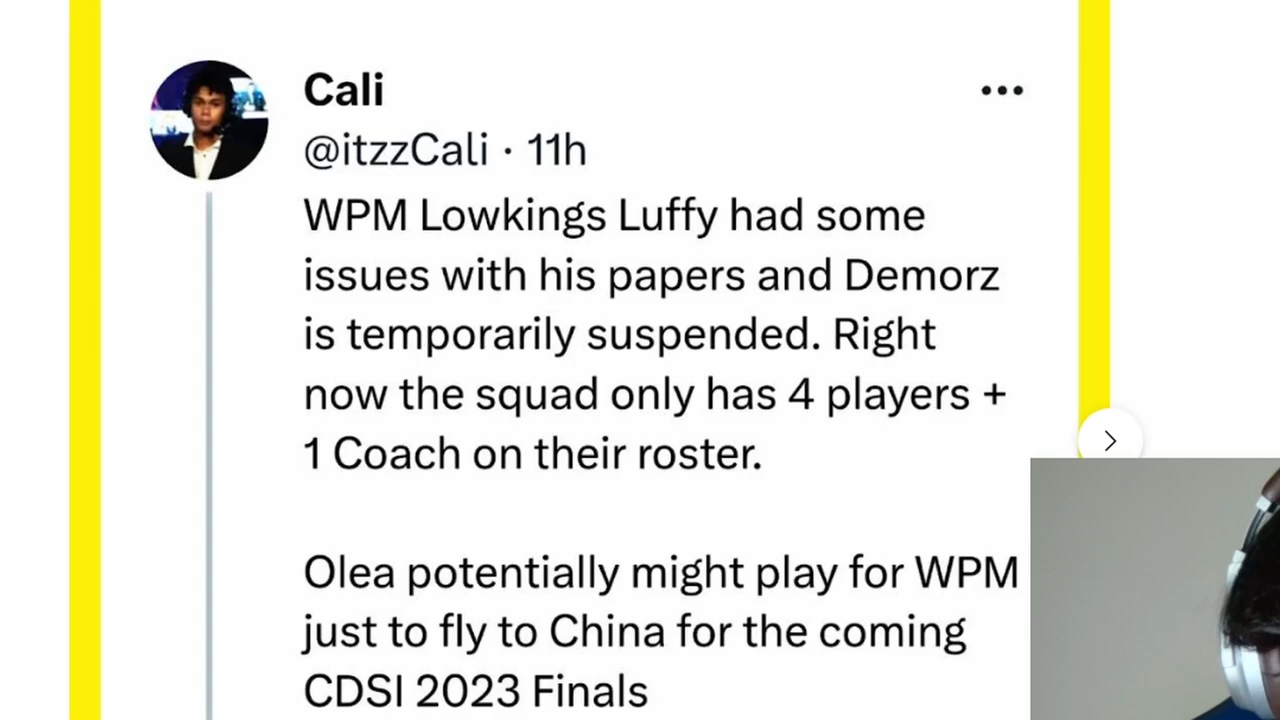 Cali
@itzzCali · 11h
WPM Lowkings Luffy had some
issues with his papers and Demorz
is temporarily suspended. Right
now the squad only has 4 players +
1 Coach on their roster.
Olea potentially might play for WPM
just to fly to China for the coming
CDSI 2023 Finals